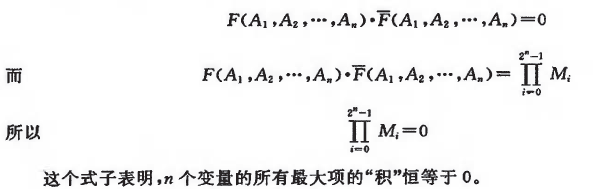 F(A₁,A₂,⋯,Aₙ)·F̅(A₁,A₂,⋯,Aₙ)=0
而 F(A₁,A₂,⋯,Aₙ)·F̅(A₁,A₂,⋯,Aₙ)= ∏_{i=0}^{2ⁿ-1} Mᵢ
所以 ∏_{i=0}^{2ⁿ-1} Mᵢ=0
这个式子表明,n 个变量的所有最大项的“积”恒等于 0。